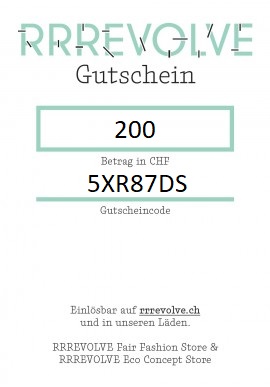 RRREVOLVE
Gutschein
200
Betrag in CHF
5XR87DS
Gutscheincode
Einlösbar auf rrrevolve.ch
und in unseren Läden.
RRREVOLVE Fair Fashion Store &
RRREVOLVE Eco Concept Store